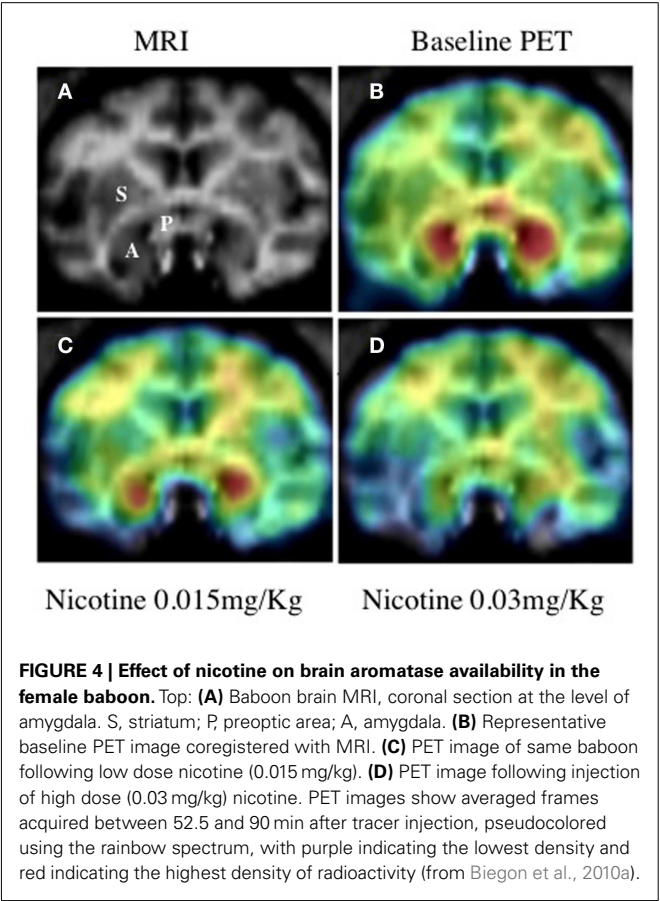 MRI
Baseline PET
A
B
S
P
A
C
D
Nicotine 0.015mg/Kg
Nicotine 0.03mg/Kg
FIGURE 4 | Effect of nicotine on brain aromatase availability in the
female baboon. Top: (A) Baboon brain MRI, coronal section at the level of
amygdala. S, striatum; P, preoptic area; A, amygdala. (B) Representative
baseline PET image coregistered with MRI. (C) PET image of same baboon
following low dose nicotine (0.015 mg/kg). (D) PET image following injection
of high dose (0.03 mg/kg) nicotine. PET images show averaged frames
acquired between 52.5 and 90 min after tracer injection, pseudocolored
using the rainbow spectrum, with purple indicating the lowest density and
red indicating the highest density of radioactivity (from Biegon et al., 2010a).